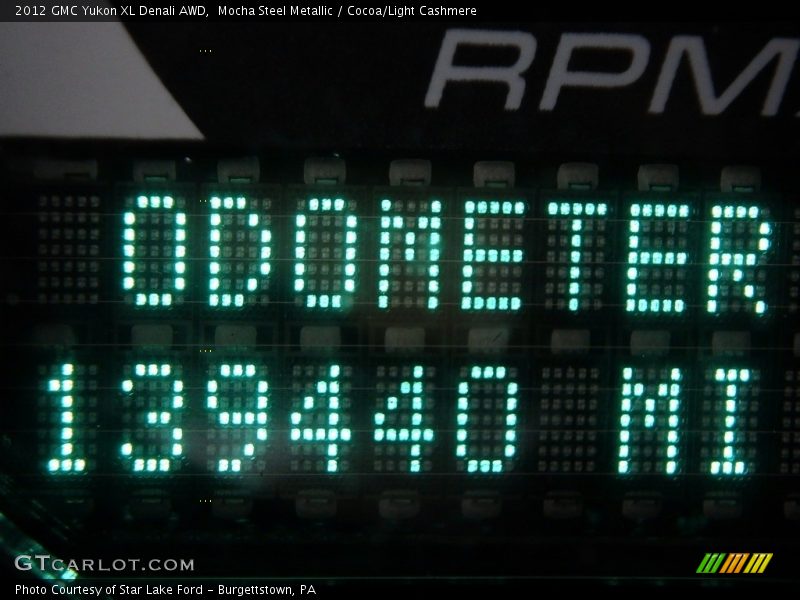 2012 GMC Yukon XL Denali AWD,  Mocha Steel Metallic / Cocoa/Light Cashmere
RPM
ODOMETER
139440 MI
GTCARLOT.COM
Photo Courtesy of Star Lake Ford – Burgettstown, PA